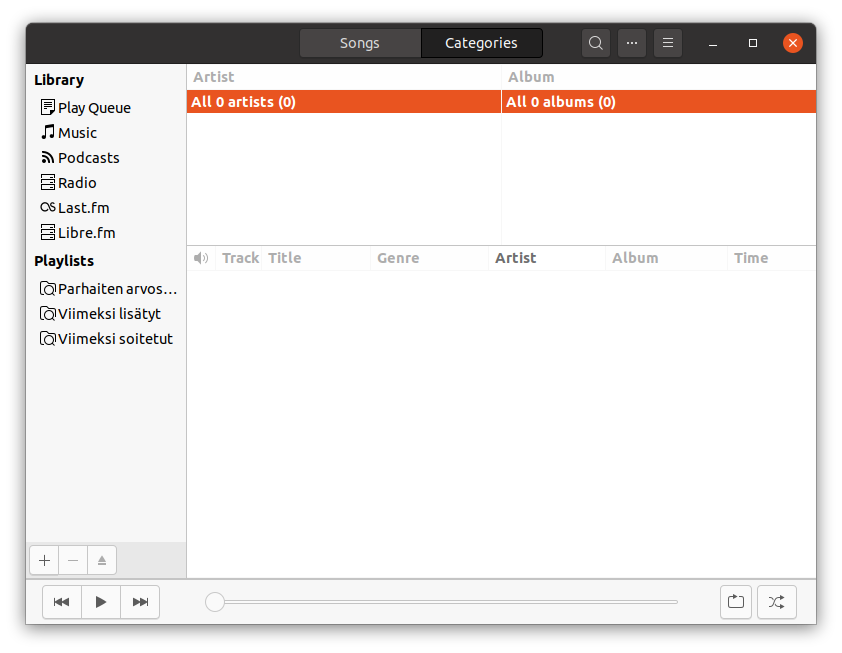 Songs Categories
Library
Play Queue
Music
Podcasts
Radio
Last.fm
Libre.fm
Playlists
Parhaiten arvos…
Viimeksi lisätyt
Viimeksi soitetut
Artist Album
All 0 artists (0) All 0 albums (0)
Track Title Genre Artist Album Time